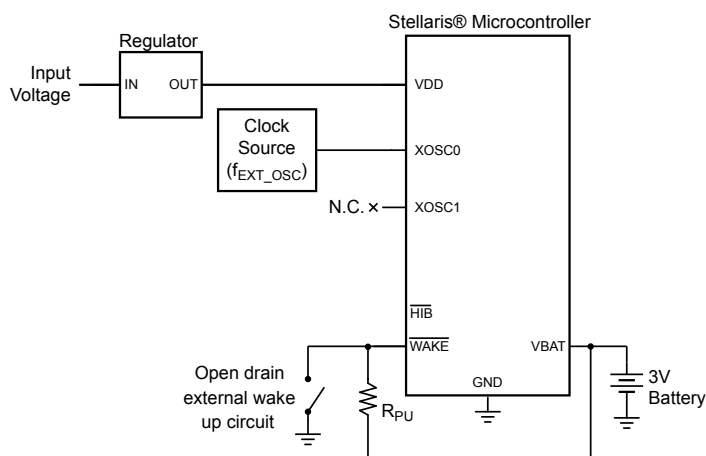 Stellaris® Microcontroller
Regulator
Input
Voltage
IN
OUT
VDD
Clock
Source
(fEXT_OSC)
XOSC0
N.C.
XOSC1
HIB
WAKE
VBAT
Open drain
external wake
up circuit
RPU
GND
3V
Battery